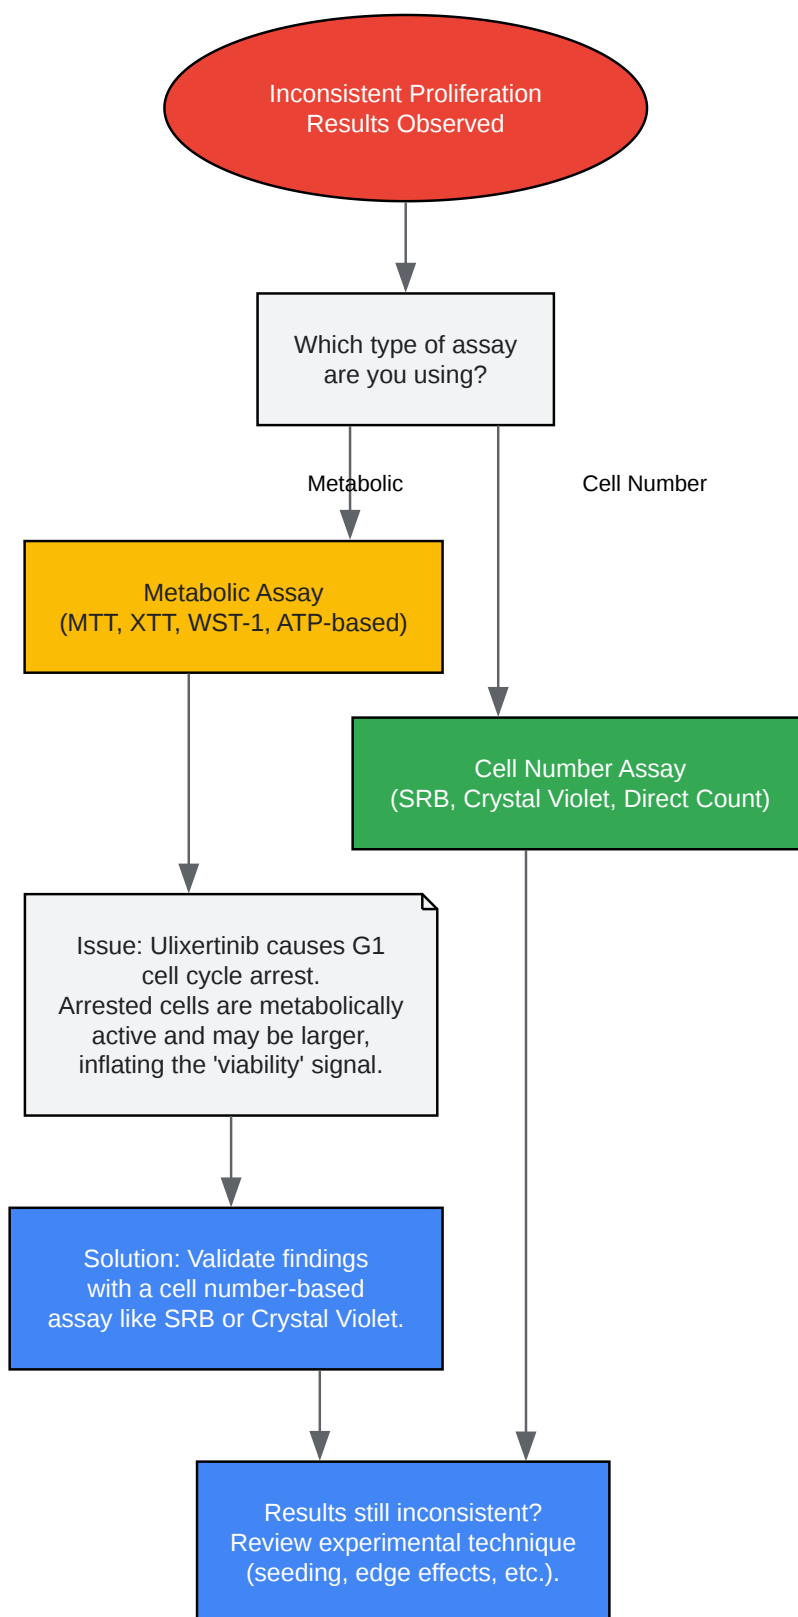 Inconsistent Proliferation
Results Observed
Which type of assay
are you using?
Metabolic
Cell Number
Metabolic Assay
(MTT, XTT, WST-1, ATP-based)
Cell Number Assay
(SRB, Crystal Violet, Direct Count)
Issue: Ulixertinib causes G1
cell cycle arrest.
Arrested cells are metabolically
active and may be larger,
inflating the 'viability' signal.
Solution: Validate findings
with a cell number-based
assay like SRB or Crystal Violet.
Results still inconsistent?
Review experimental technique
(seeding, edge effects, etc.).